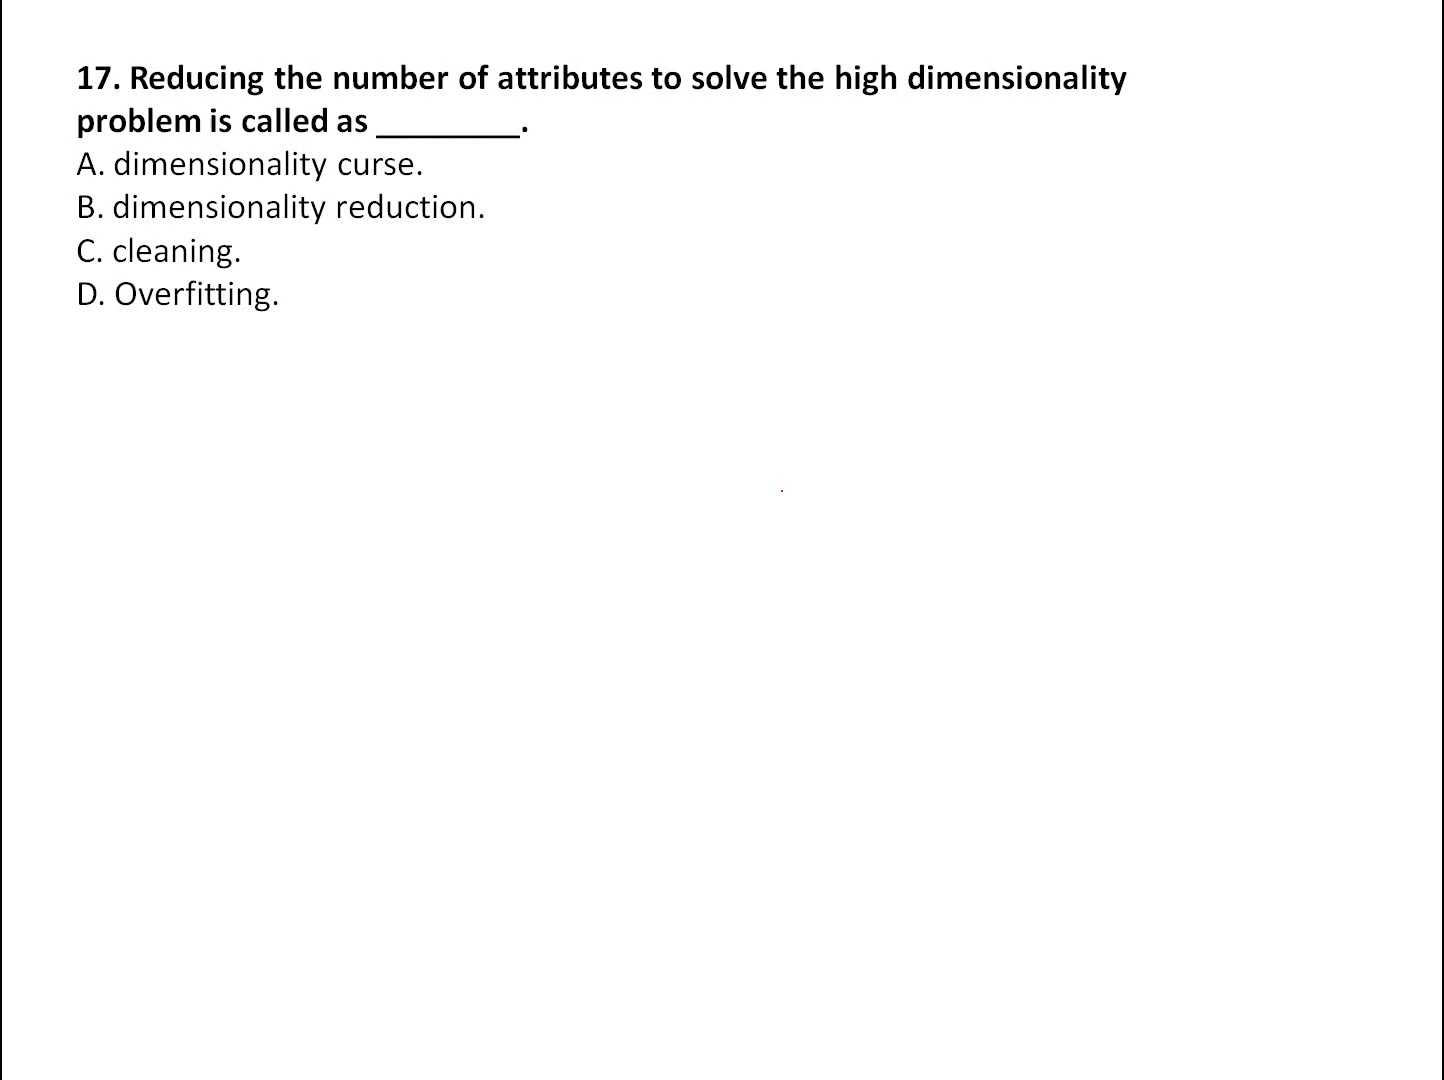 17. Reducing the number of attributes to solve the high dimensionality
problem is called as ________.
A. dimensionality curse.
B. dimensionality reduction.
C. cleaning.
D. Overfitting.